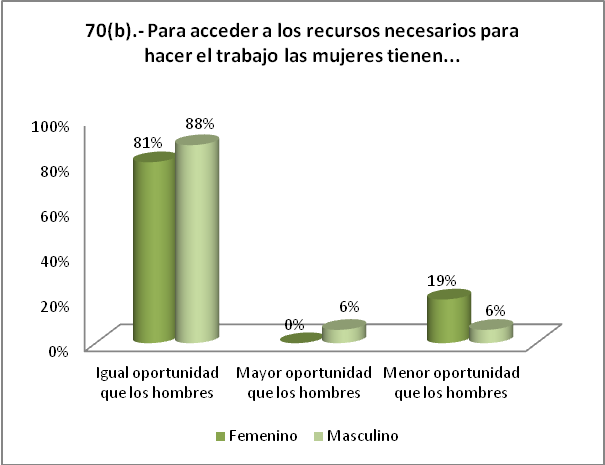 70(b).- Para acceder a los recursos necesarios para
hacer el trabajo las mujeres tienen...
100%
80%
60%
40%
20%
0%
81%
88%
0%
6%
19%
6%
Igual oportunidad
que los hombres
Mayor oportunidad
que los hombres
Menor oportunidad
que los hombres
Femenino
Masculino